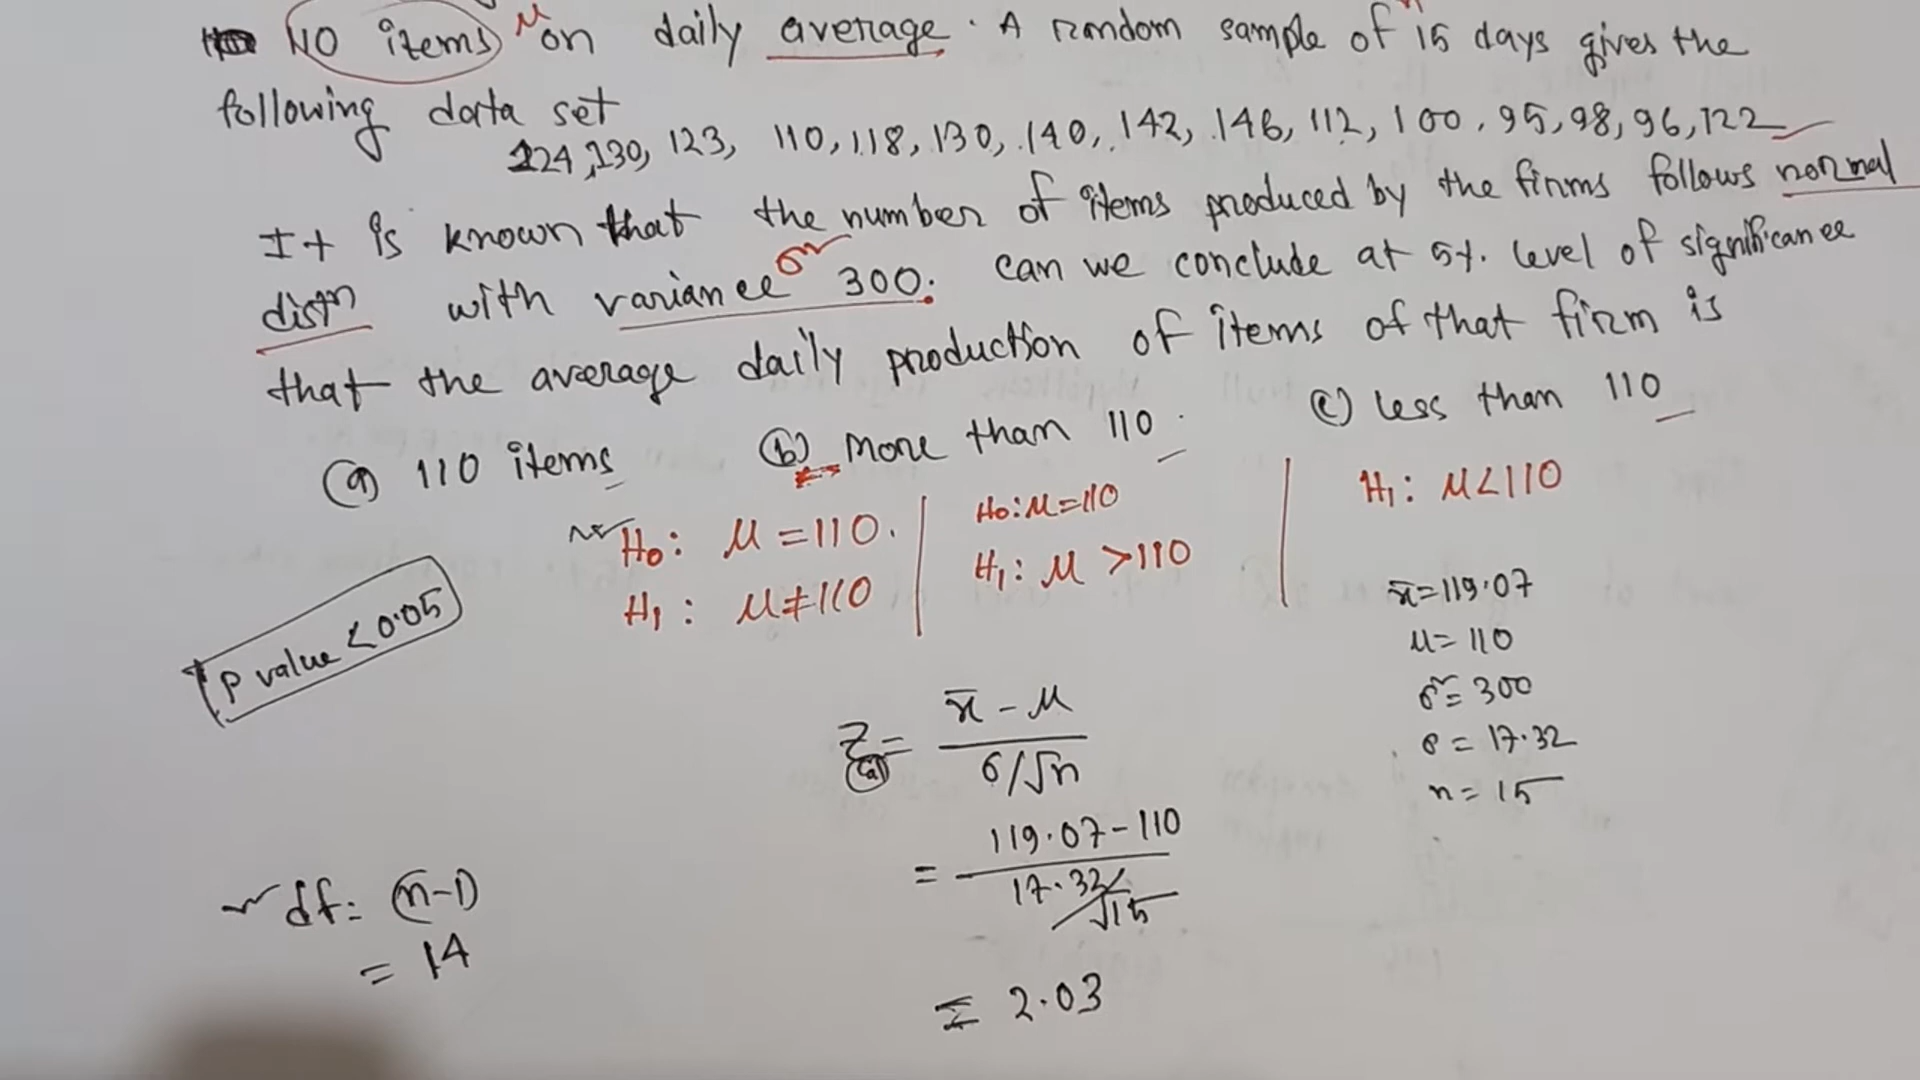 110 items μ on daily average. A random sample of 15 days gives the
following data set
124, 130, 123, 110, 118, 130, 140, 142, 146, 112, 100, 95, 98, 96, 122
It is known that the number of items produced by the firms follows normal
distn with variance σ² 300. can we conclude at 5%. level of significance
that the average daily production of items of that firm is
(a) 110 items (b) more than 110. (c) less than 110
H₀: μ = 110.
H₁: μ ≠ 110
H₀: μ = 110
H₁: μ > 110
H₁: μ < 110
P value < 0.05
x̄ = 119.07
μ = 110
σ² = 300
σ = 17.32
n = 15
Z(cal) = (x̄ - μ) / (σ/√n)
= (119.07 - 110) / (17.32/√15)
= 2.03
df = (n-1)
= 14